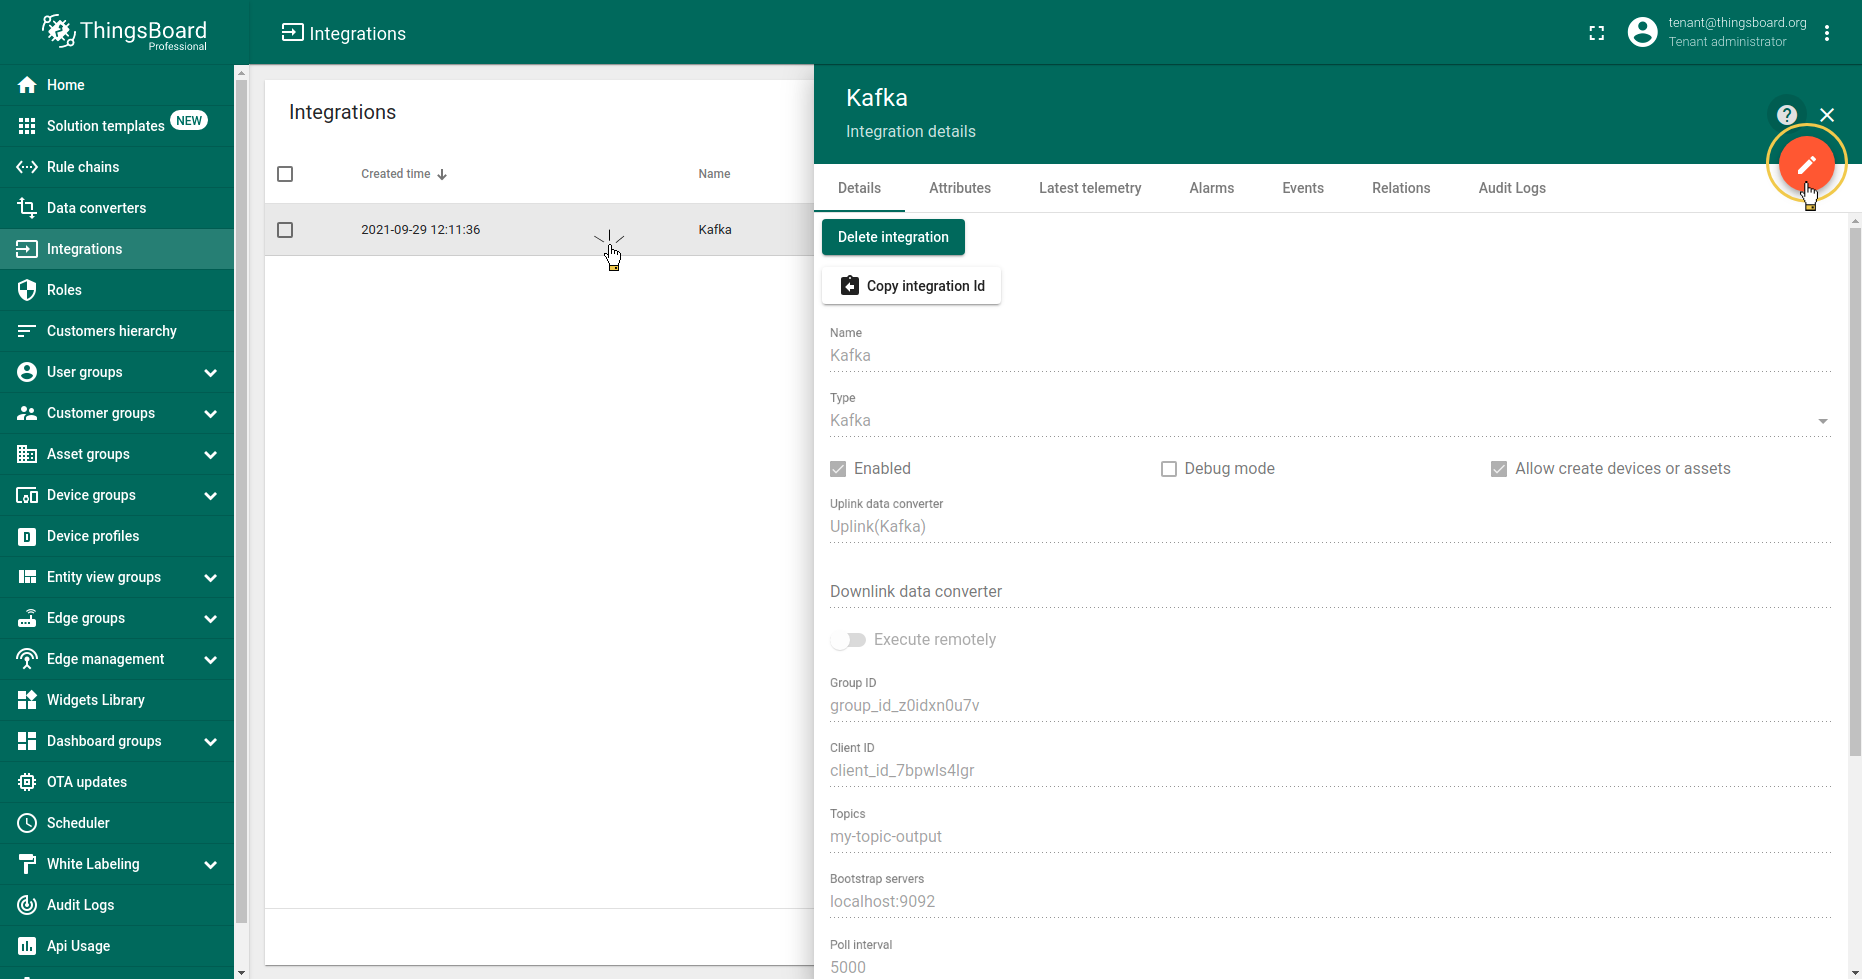 ThingsBoard
Professional
Integrations
tenant@thingsboard.org
Tenant administrator
Home
Solution templates NEW
Rule chains
Data converters
Integrations
Roles
Customers hierarchy
User groups
Customer groups
Asset groups
Device groups
Device profiles
Entity view groups
Edge groups
Edge management
Widgets Library
Dashboard groups
OTA updates
Scheduler
White Labeling
Audit Logs
Api Usage
Integrations
Created time Name
2021-09-29 12:11:36 Kafka
Kafka
Integration details
Details Attributes Latest telemetry Alarms Events Relations Audit Logs
Delete integration
Copy integration Id
Name
Kafka
Type
Kafka
Enabled Debug mode Allow create devices or assets
Uplink data converter
Uplink(Kafka)
Downlink data converter
Execute remotely
Group ID
group_id_z0idxn0u7v
Client ID
client_id_7bpwls4lgr
Topics
my-topic-output
Bootstrap servers
localhost:9092
Poll interval
5000